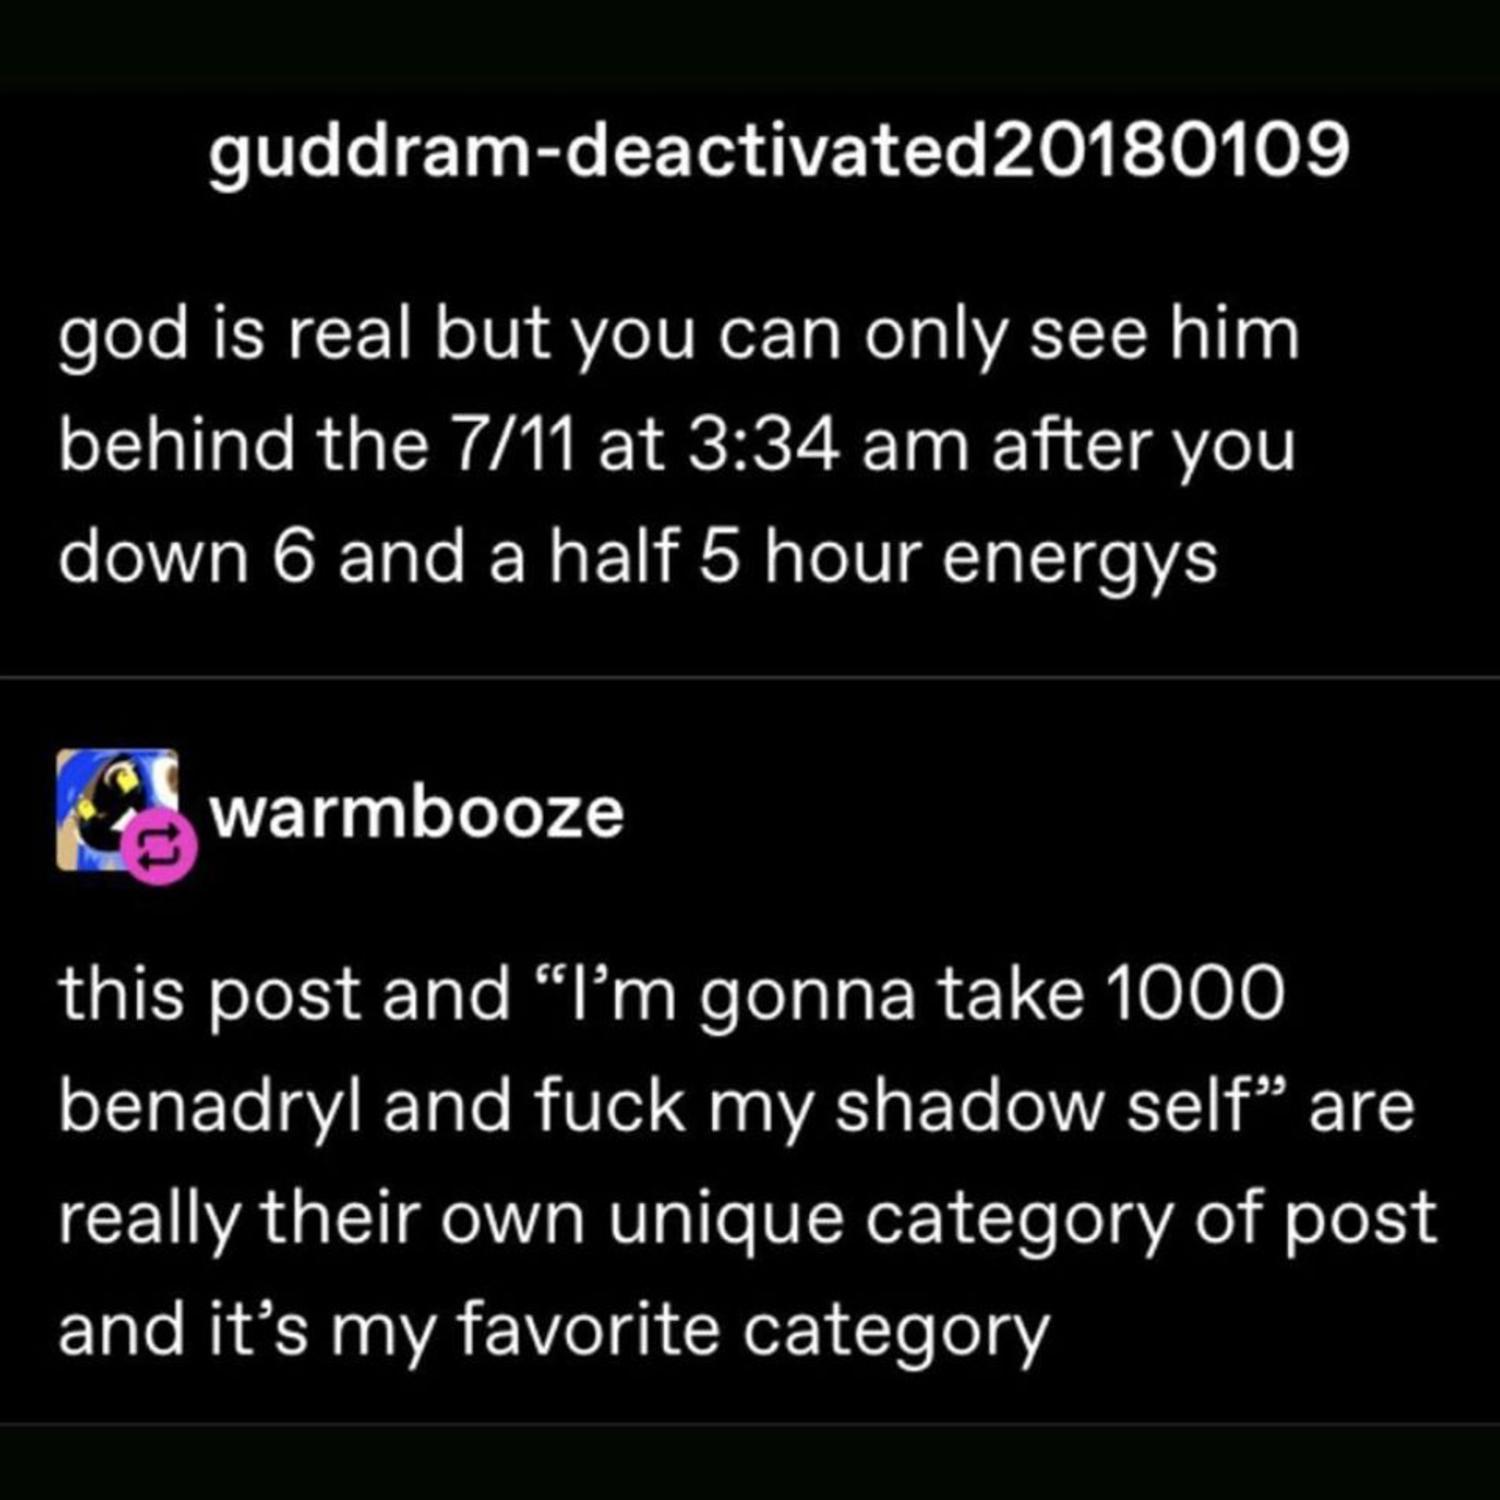 guddram-deactivated20180109
god is real but you can only see him
behind the 7/11 at 3:34 am after you
down 6 and a half 5 hour energys
warmbooze
this post and “I’m gonna take 1000
benadryl and fuck my shadow self” are
really their own unique category of post
and it’s my favorite category